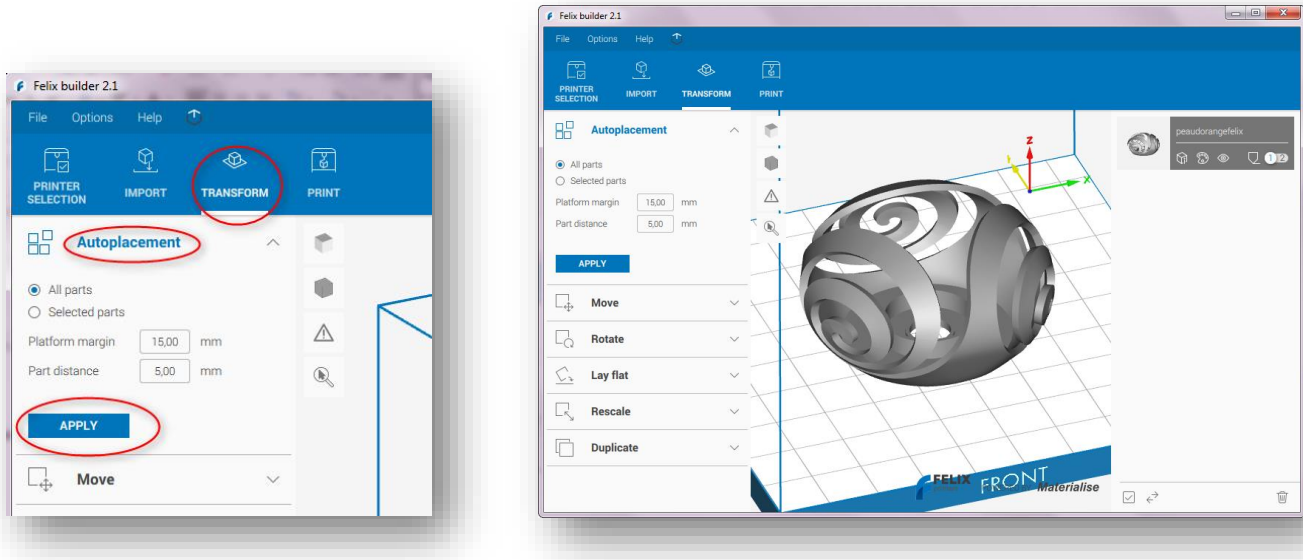 Felix builder 2.1
File Options Help
PRINTER SELECTION IMPORT TRANSFORM PRINT
Autoplacement
All parts
Selected parts
Platform margin 15,00 mm
Part distance 5,00 mm
APPLY
Move
Felix builder 2.1
File Options Help
PRINTER SELECTION IMPORT TRANSFORM PRINT
Autoplacement
All parts
Selected parts
Platform margin 15,00 mm
Part distance 5,00 mm
APPLY
Move
Rotate
Lay flat
Rescale
Duplicate
Z
Y
X
peaudorangefelix
1 2
FELIX
FRONT
Materialise